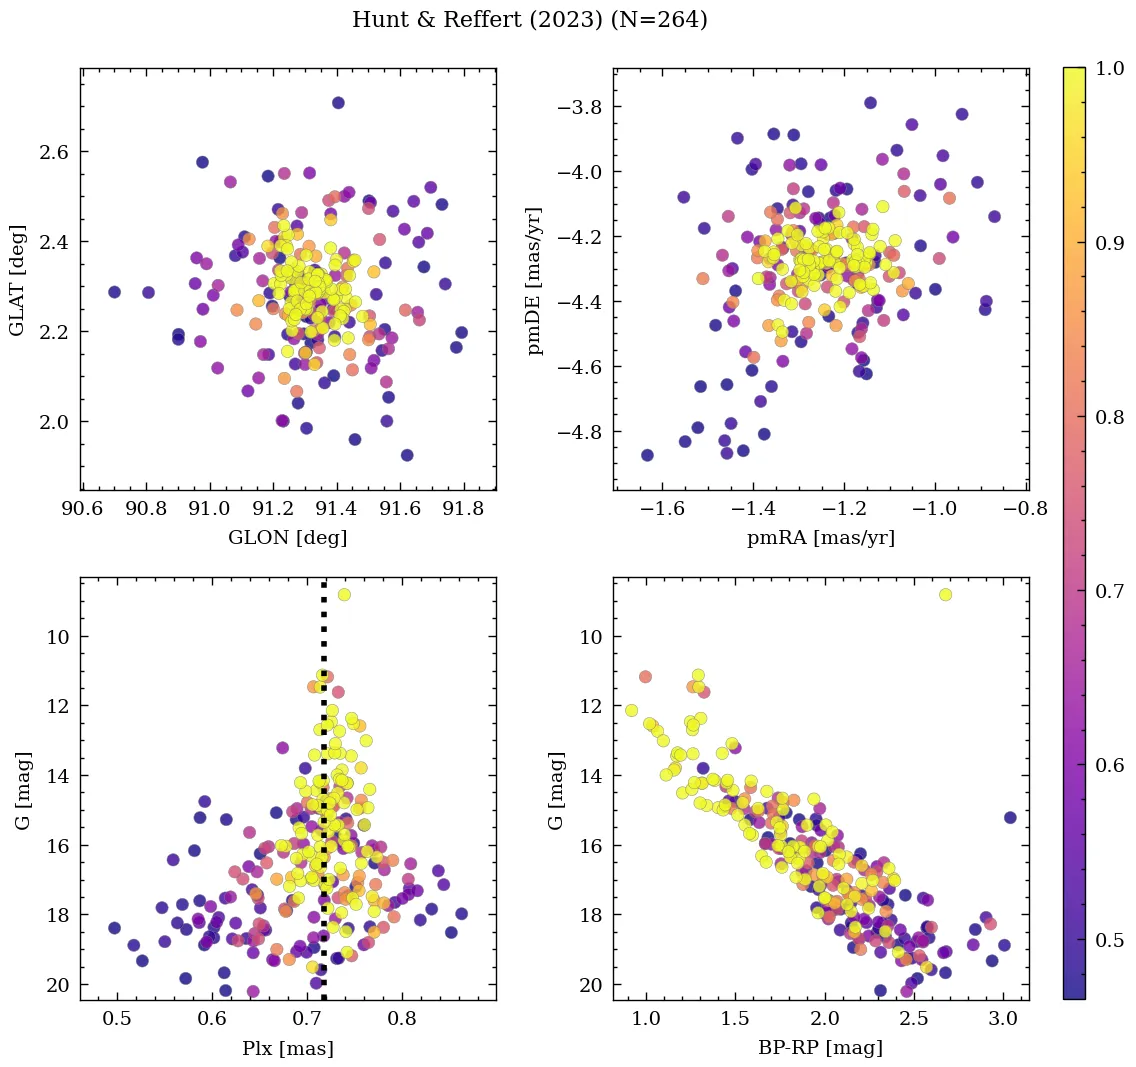 Hunt & Reffert (2023) (N=264)
2.6
2.4
2.2
2.0
GLAT [deg]
90.6 90.8 91.0 91.2 91.4 91.6 91.8
GLON [deg]
−3.8
−4.0
−4.2
−4.4
−4.6
−4.8
pmDE [mas/yr]
−1.6 −1.4 −1.2 −1.0 −0.8
pmRA [mas/yr]
1.0
0.9
0.8
0.7
0.6
0.5
10
12
14
16
18
20
G [mag]
0.5 0.6 0.7 0.8
Plx [mas]
10
12
14
16
18
20
G [mag]
1.0 1.5 2.0 2.5 3.0
BP-RP [mag]